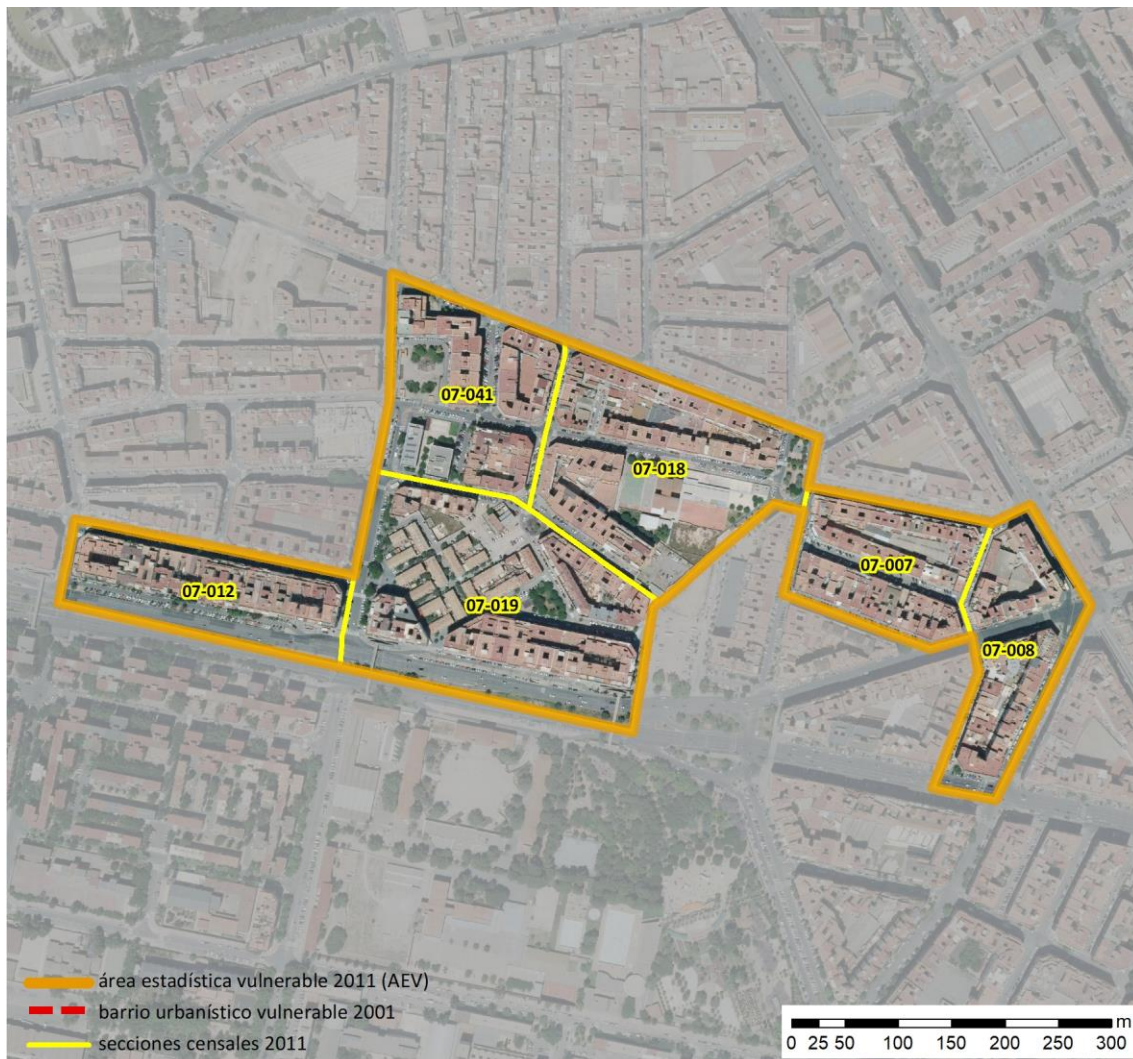 07-041
07-018
07-007
07-012
07-019
07-008
área estadística vulnerable 2011 (AEV)
barrio urbanístico vulnerable 2001
secciones censales 2011
m
0 25 50 100 150 200 250 300